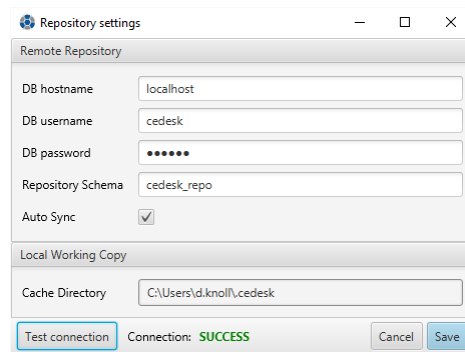 Repository settings
Remote Repository
DB hostname localhost
DB username cedesk
DB password ●●●●●●
Repository Schema cedesk_repo
Auto Sync
Local Working Copy
Cache Directory C:\Users\d.knoll\.cedesk
Test connection Connection: SUCCESS Cancel Save